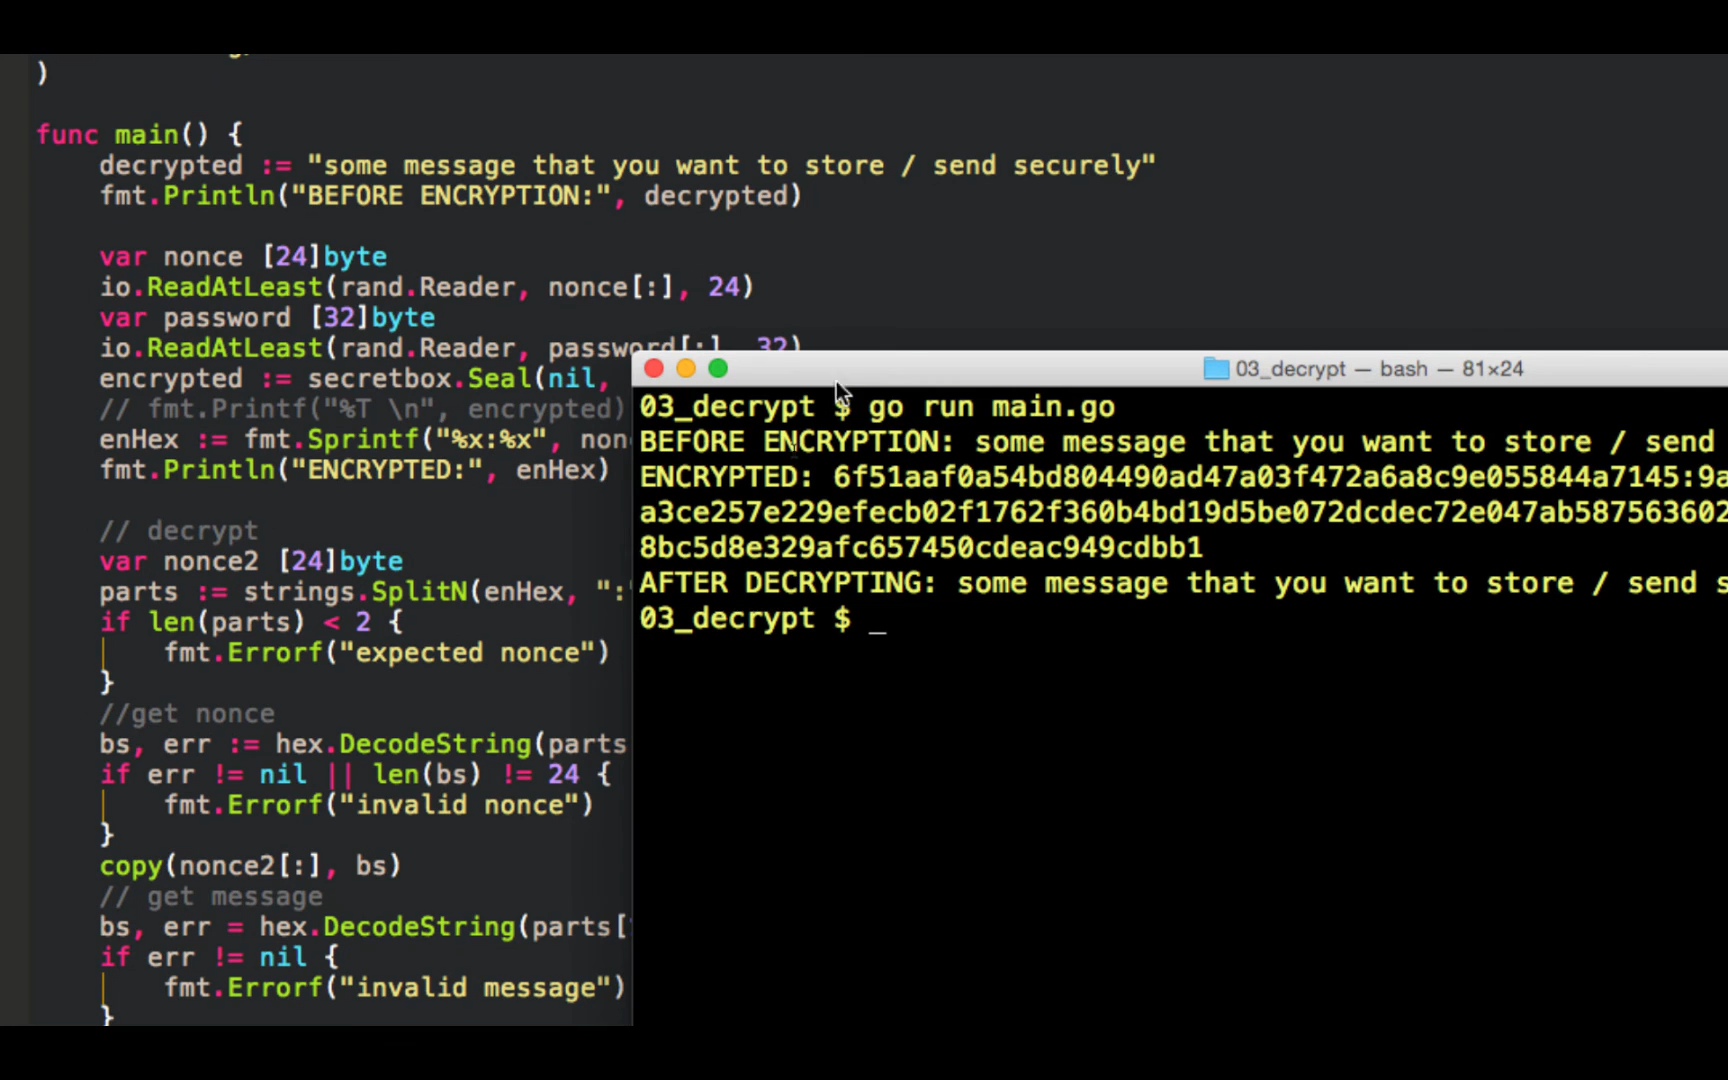 )
func main() {
decrypted := "some message that you want to store / send securely"
fmt.Println("BEFORE ENCRYPTION:", decrypted)
var nonce [24]byte
io.ReadAtLeast(rand.Reader, nonce[:], 24)
var password [32]byte
io.ReadAtLeast(rand.Reader, password[:], 32)
encrypted := secretbox.Seal(nil,
// fmt.Printf("%T \n", encrypted)
enHex := fmt.Sprintf("%x:%x", non
fmt.Println("ENCRYPTED:", enHex)
// decrypt
var nonce2 [24]byte
parts := strings.SplitN(enHex, ":
if len(parts) < 2 {
fmt.Errorf("expected nonce")
}
//get nonce
bs, err := hex.DecodeString(parts
if err != nil || len(bs) != 24 {
fmt.Errorf("invalid nonce")
}
copy(nonce2[:], bs)
// get message
bs, err = hex.DecodeString(parts[
if err != nil {
fmt.Errorf("invalid message")
}
03_decrypt — bash — 81×24
03_decrypt $ go run main.go
BEFORE ENCRYPTION: some message that you want to store / send
ENCRYPTED: 6f51aaf0a54bd804490ad47a03f472a6a8c9e055844a7145:9a
a3ce257e229efecb02f1762f360b4bd19d5be072dcdec72e047ab587563602
8bc5d8e329afc657450cdeac949cdbb1
AFTER DECRYPTING: some message that you want to store / send s
03_decrypt $ _